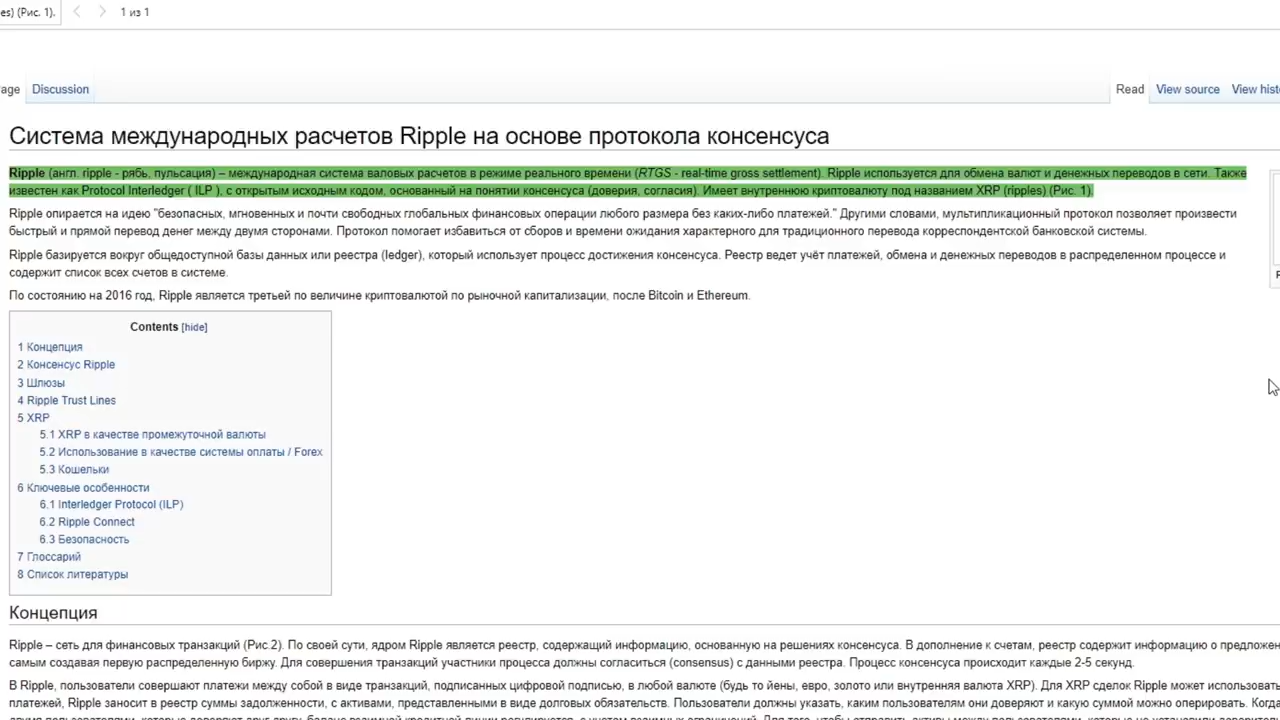 es) (Рис. 1).
1 из 1
age
Discussion
Read
View source
View hist
Система международных расчетов Ripple на основе протокола консенсуса
Ripple (англ. ripple - рябь, пульсация) – международная система валовых расчетов в режиме реального времени (RTGS - real-time gross settlement). Ripple используется для обмена валют и денежных переводов в сети. Также
известен как Protocol Interledger ( ILP ), с открытым исходным кодом, основанный на понятии консенсуса (доверия, согласия). Имеет внутреннюю криптовалюту под названием XRP (ripples) (Рис. 1).
Ripple опирается на идею "безопасных, мгновенных и почти свободных глобальных финансовых операции любого размера без каких-либо платежей." Другими словами, мультипликационный протокол позволяет произвести
быстрый и прямой перевод денег между двумя сторонами. Протокол помогает избавиться от сборов и времени ожидания характерного для традиционного перевода корреспондентской банковской системы.
Ripple базируется вокруг общедоступной базы данных или реестра (ledger), который использует процесс достижения консенсуса. Реестр ведет учёт платежей, обмена и денежных переводов в распределенном процессе и
содержит список всех счетов в системе.
По состоянию на 2016 год, Ripple является третьей по величине криптовалютой по рыночной капитализации, после Bitcoin и Ethereum.
Contents [hide]
1 Концепция
2 Консенсус Ripple
3 Шлюзы
4 Ripple Trust Lines
5 XRP
5.1 XRP в качестве промежуточной валюты
5.2 Использование в качестве системы оплаты / Forex
5.3 Кошельки
6 Ключевые особенности
6.1 Interledger Protocol (ILP)
6.2 Ripple Connect
6.3 Безопасность
7 Глоссарий
8 Список литературы
Концепция
Ripple – сеть для финансовых транзакций (Рис.2). По своей сути, ядром Ripple является реестр, содержащий информацию, основанную на решениях консенсуса. В дополнение к счетам, реестр содержит информацию о предложен
самым создавая первую распределенную биржу. Для совершения транзакций участники процесса должны согласиться (consensus) с данными реестра. Процесс консенсуса происходит каждые 2-5 секунд.
В Ripple, пользователи совершают платежи между собой в виде транзакций, подписанных цифровой подписью, в любой валюте (будь то йены, евро, золото или внутренняя валюта XRP). Для XRP сделок Ripple может использовать
платежей, Ripple заносит в реестр суммы задолженности, с активами, представленными в виде долговых обязательств. Пользователи должны указать, каким пользователям они доверяют и какую суммой можно оперировать. Когда